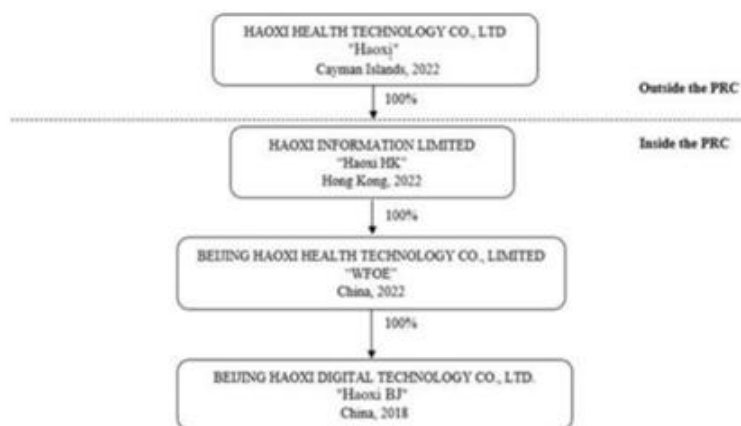 HAOXI HEALTH TECHNOLOGY CO., LTD
"Haoxi"
Cayman Islands, 2022
100%
Outside the PRC
Inside the PRC
HAOXI INFORMATION LIMITED
"Haoxi HK"
Hong Kong, 2022
100%
BEIJING HAOXI HEALTH TECHNOLOGY CO., LIMITED
"WFOE"
China, 2022
100%
BEIJING HAOXI DIGITAL TECHNOLOGY CO., LTD.
"Haoxi BJ"
China, 2018